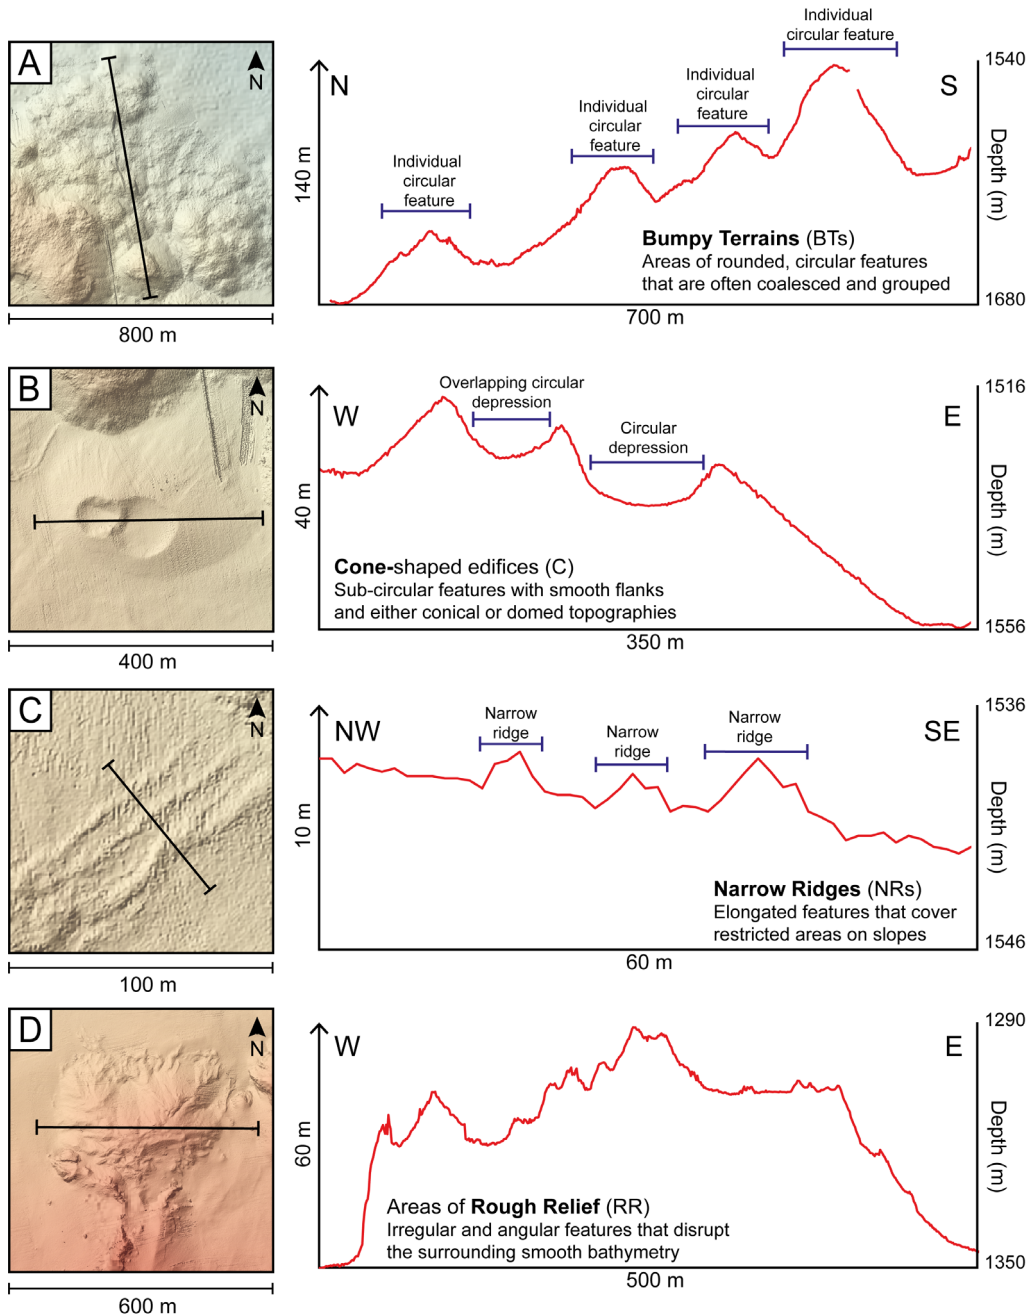 A
N
800 m
N
S
140 m
Individual
circular
feature
Individual
circular
feature
Individual
circular
feature
Individual
circular feature
1540
Depth (m)
1680
Bumpy Terrains (BTs)
Areas of rounded, circular features
that are often coalesced and grouped
700 m
B
N
400 m
W
E
40 m
Overlapping circular
depression
Circular
depression
1516
Depth (m)
1556
Cone-shaped edifices (C)
Sub-circular features with smooth flanks
and either conical or domed topographies
350 m
C
N
100 m
NW
SE
10 m
Narrow
ridge
Narrow
ridge
Narrow
ridge
1536
Depth (m)
1546
Narrow Ridges (NRs)
Elongated features that cover
restricted areas on slopes
60 m
D
N
600 m
W
E
60 m
1290
Depth (m)
1350
Areas of Rough Relief (RR)
Irregular and angular features that disrupt
the surrounding smooth bathymetry
500 m